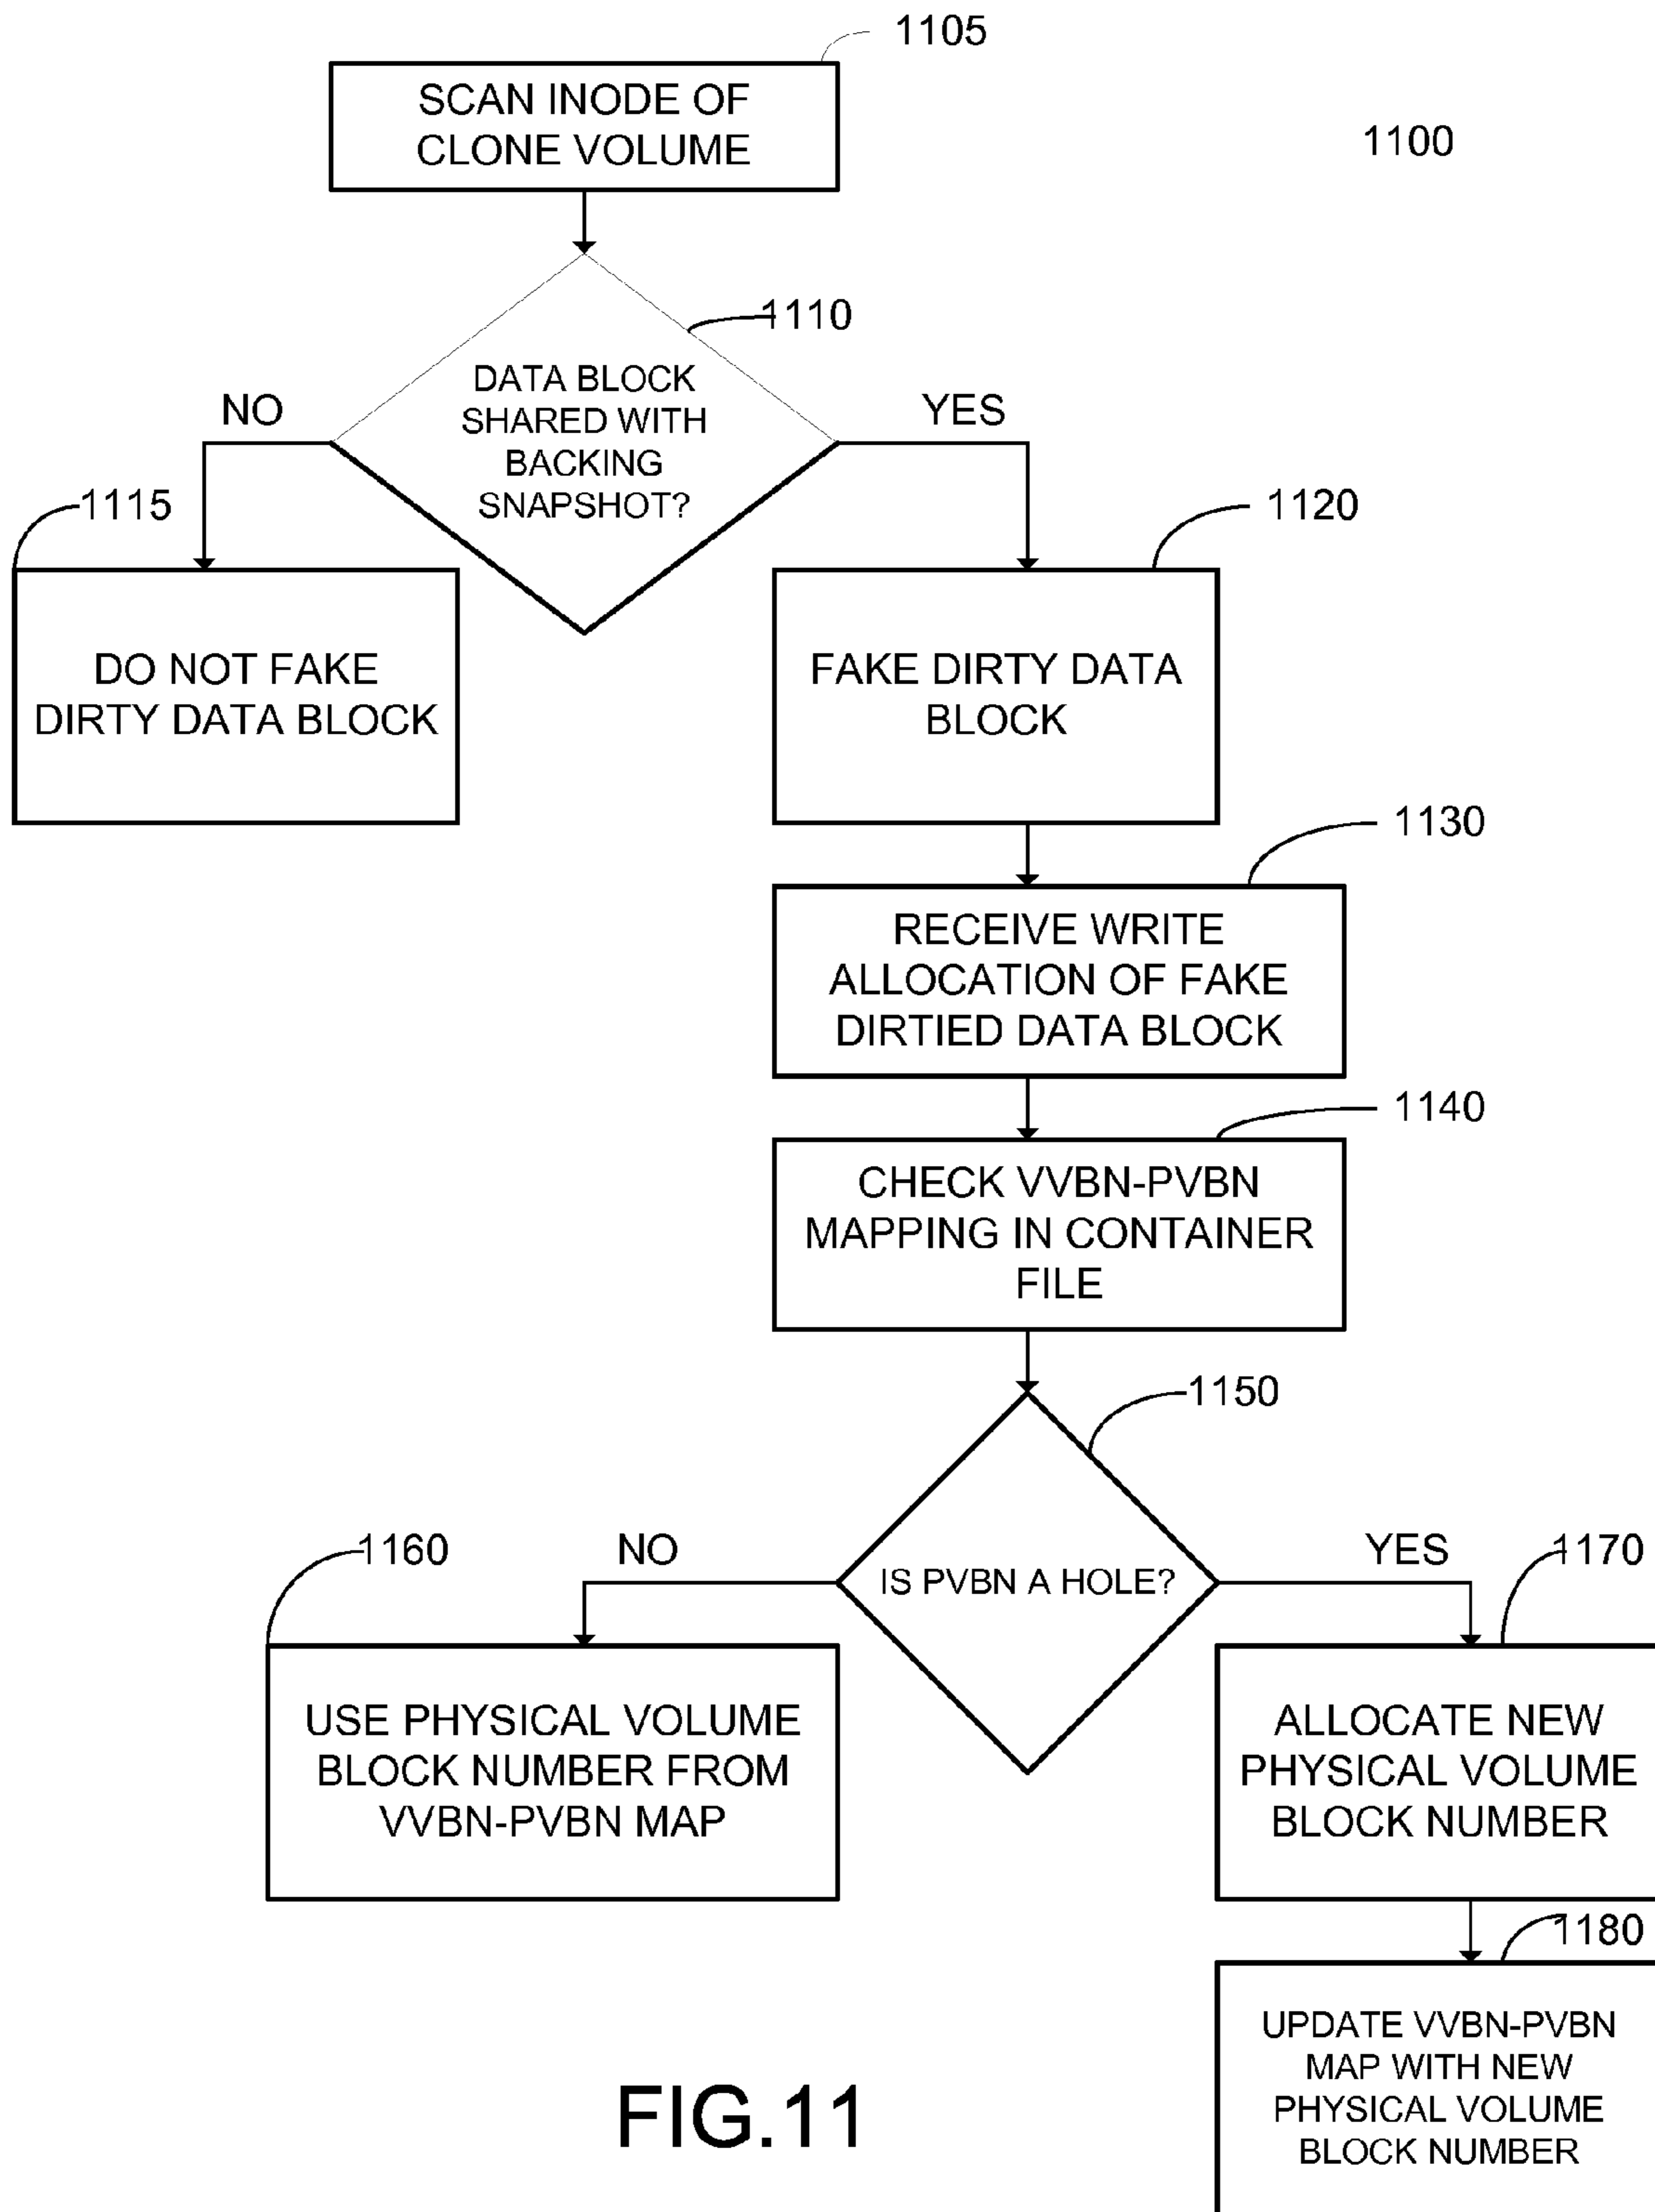 1105
SCAN INODE OF
CLONE VOLUME
1100
1110
DATA BLOCK
SHARED WITH
BACKING
SNAPSHOT?
NO
YES
1115
1120
DO NOT FAKE
DIRTY DATA BLOCK
FAKE DIRTY DATA
BLOCK
1130
RECEIVE WRITE
ALLOCATION OF FAKE
DIRTIED DATA BLOCK
1140
CHECK VVBN-PVBN
MAPPING IN CONTAINER
FILE
1150
IS PVBN A HOLE?
NO
YES
1160
1170
USE PHYSICAL VOLUME
BLOCK NUMBER FROM
VVBN-PVBN MAP
ALLOCATE NEW
PHYSICAL VOLUME
BLOCK NUMBER
1180
UPDATE VVBN-PVBN
MAP WITH NEW
PHYSICAL VOLUME
BLOCK NUMBER
FIG.11